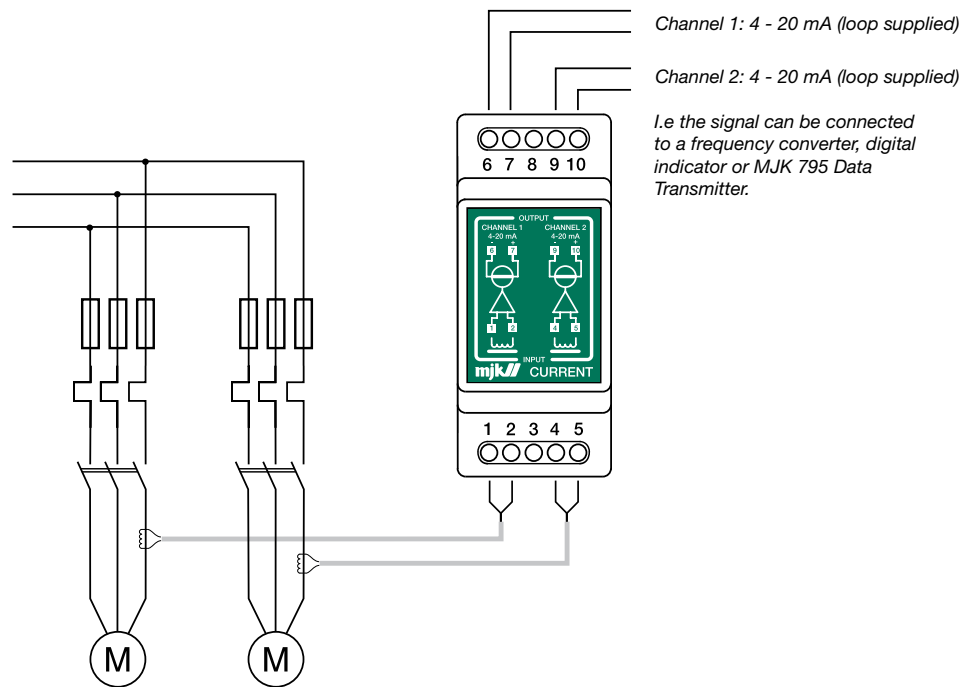 Channel 1: 4 - 20 mA (loop supplied)
Channel 2: 4 - 20 mA (loop supplied)
I.e the signal can be connected
to a frequency converter, digital
indicator or MJK 795 Data
Transmitter.
6 7 8 9 10
OUTPUT
CHANNEL 1 CHANNEL 2
4-20 mA 4-20 mA
- + - +
6 7 9 10
1 2 4 5
INPUT
mjk CURRENT
1 2 3 4 5
M M